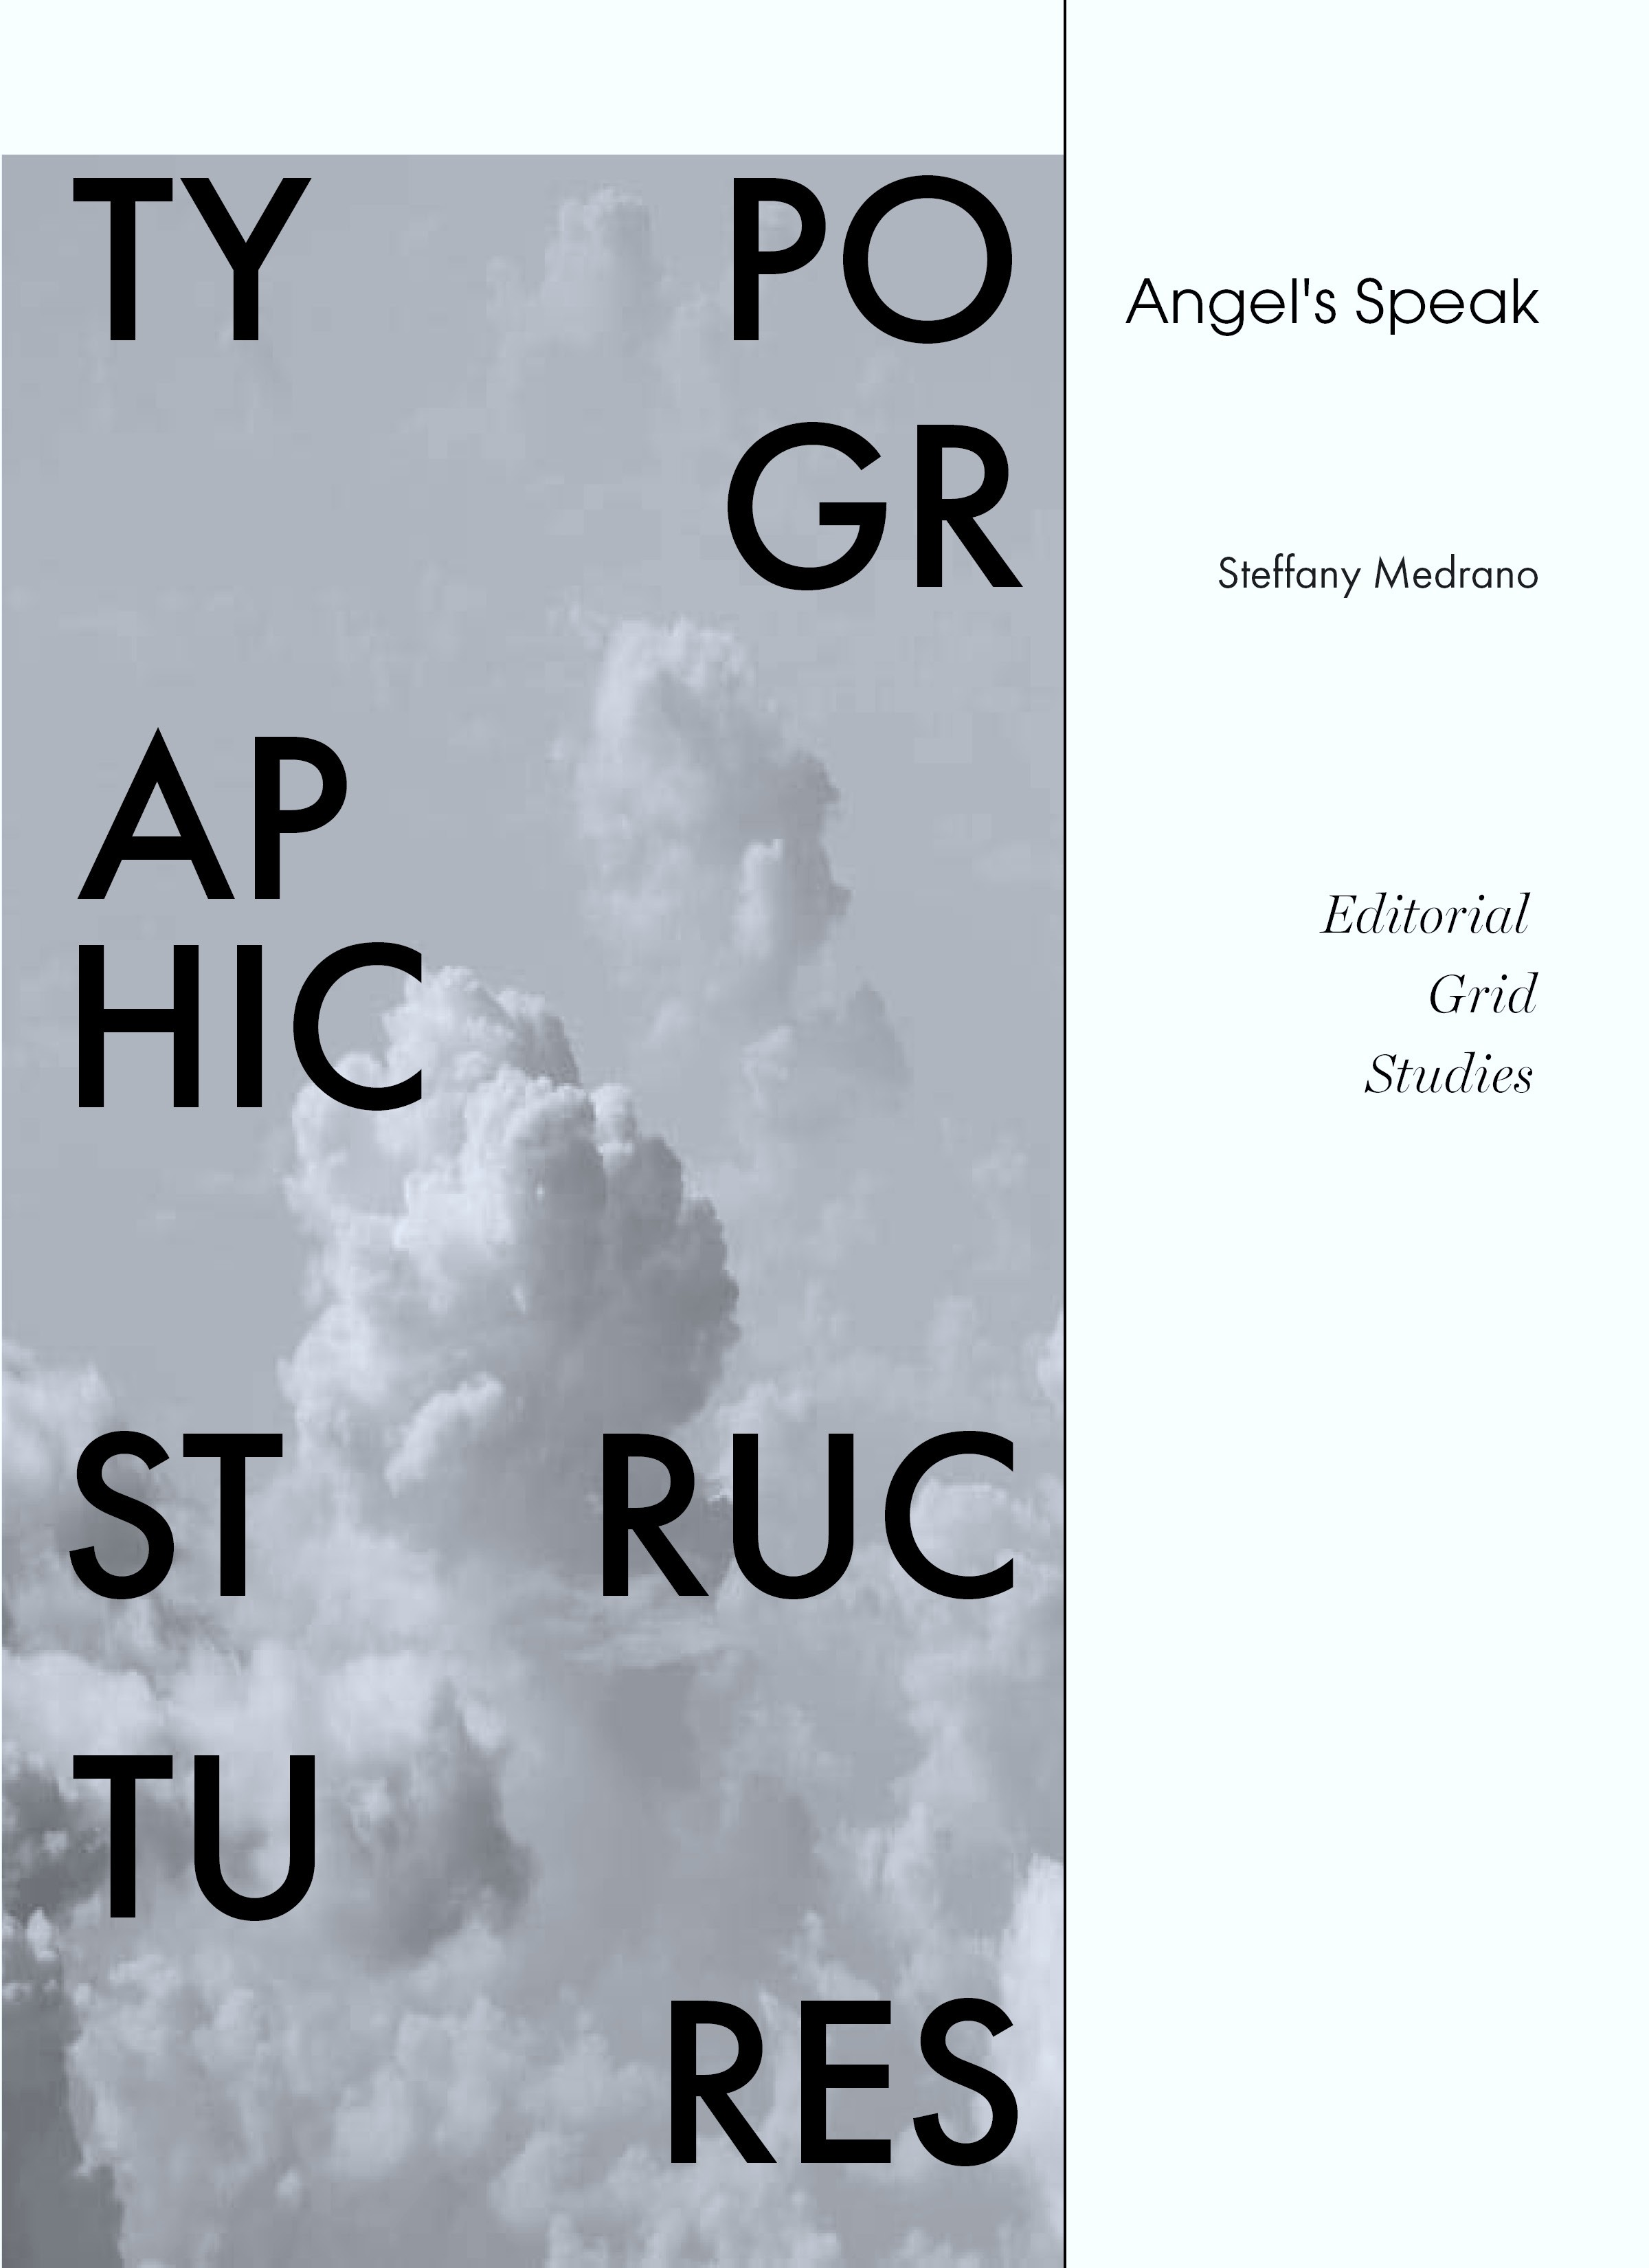 TY PO
GR
AP
HIC
ST RUC
TU
RES
Angel's Speak
Steffany Medrano
Editorial
Grid
Studies